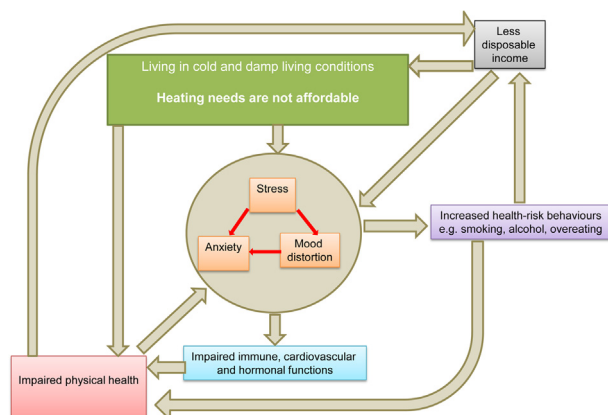 Less
disposable
income
Living in cold and damp living conditions
Heating needs are not affordable
Stress
Anxiety
Mood
distortion
Increased health-risk behaviours
e.g. smoking, alcohol, overeating
Impaired immune, cardiovascular
and hormonal functions
Impaired physical health